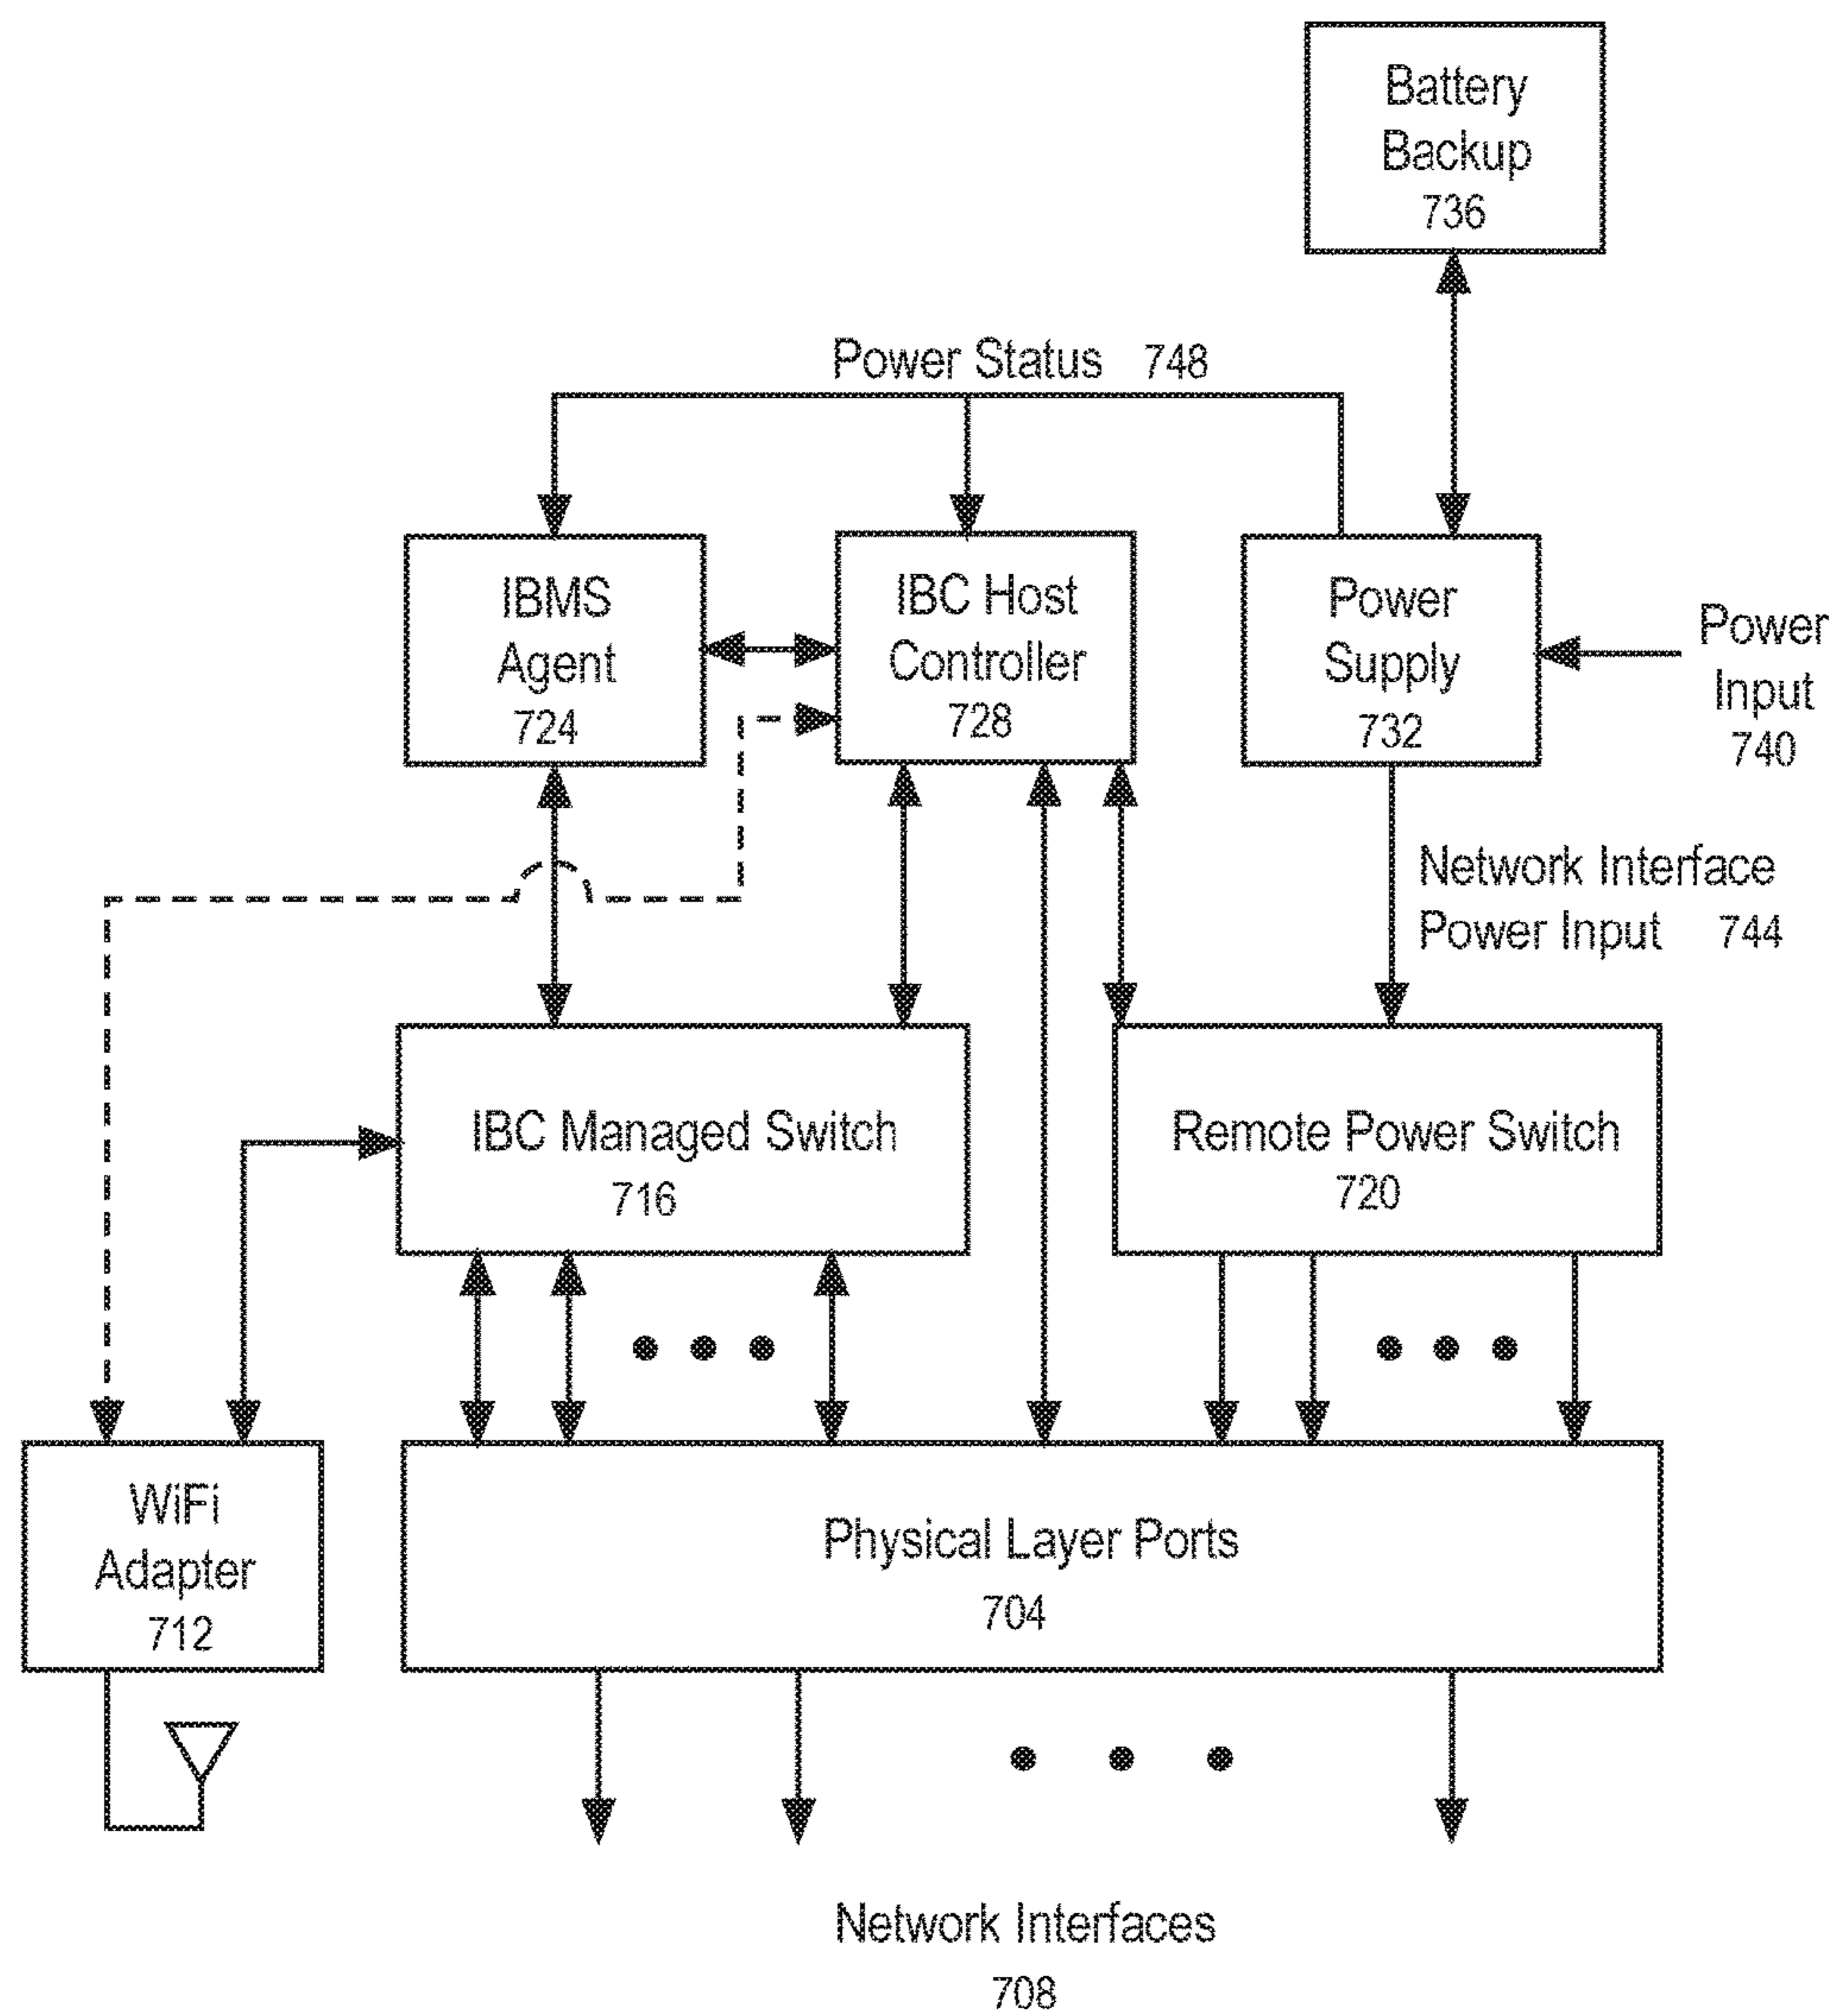 Battery
Backup
736
Power Status 748
IBMS
Agent
724
IBC Host
Controller
728
Power
Supply
732
Power
Input
740
Network Interface
Power Input 744
IBC Managed Switch
716
Remote Power Switch
720
WiFi
Adapter
712
Physical Layer Ports
704
Network Interfaces
708